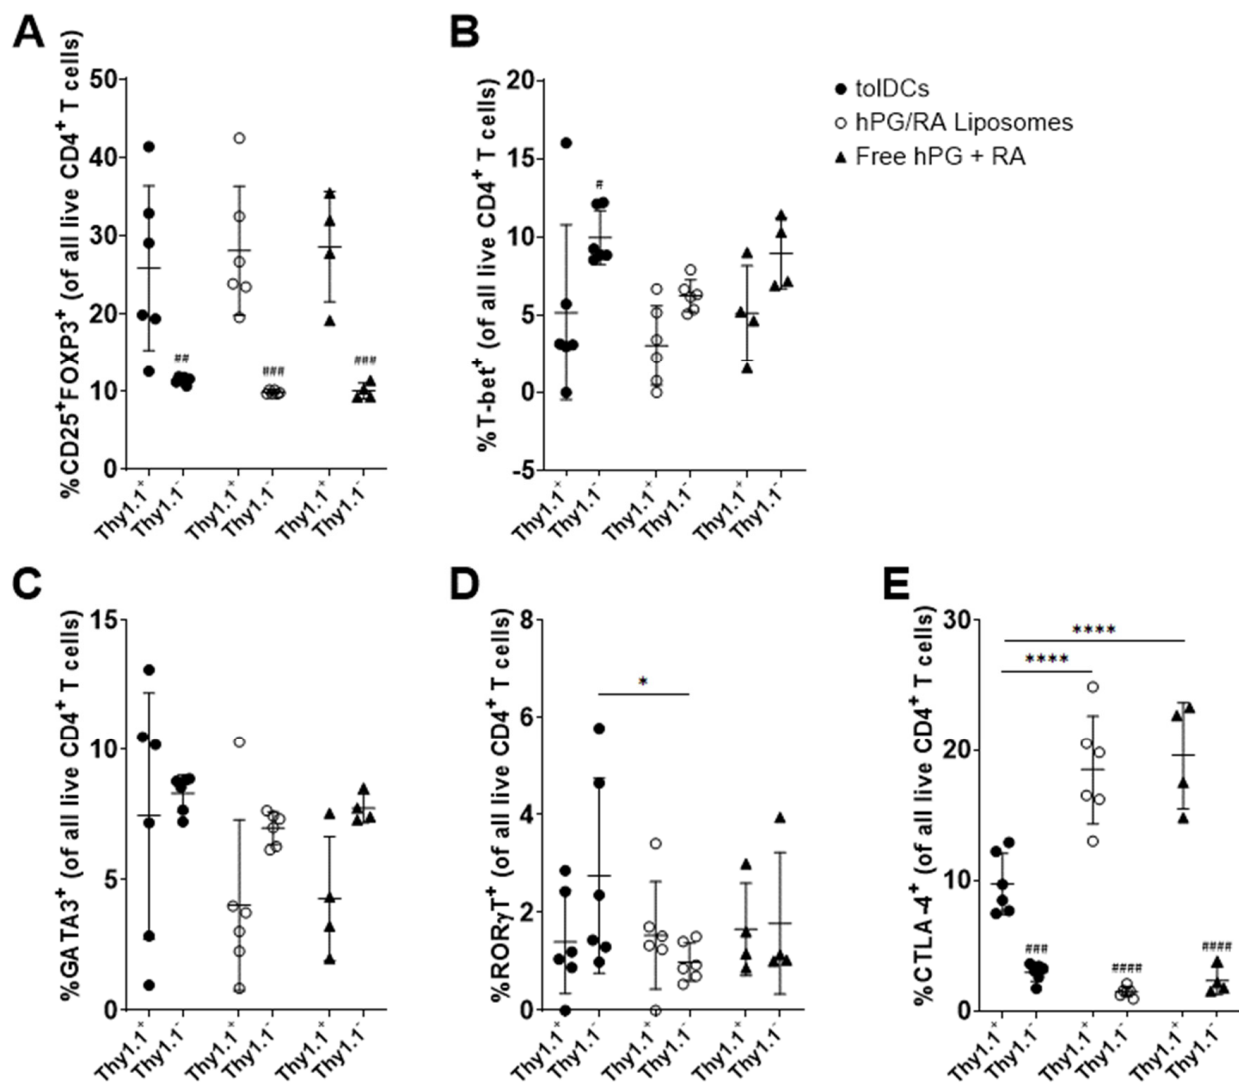 A
%CD25⁺FOXP3⁺ (of all live CD4⁺ T cells)
50
40
30
20
10
0
##
###
###
Thy1.1⁺
Thy1.1⁻
Thy1.1⁺
Thy1.1⁻
Thy1.1⁺
Thy1.1⁻
B
%T-bet⁺ (of all live CD4⁺ T cells)
20
15
10
5
0
-5
#
Thy1.1⁺
Thy1.1⁻
Thy1.1⁺
Thy1.1⁻
Thy1.1⁺
Thy1.1⁻
tolDCs
hPG/RA Liposomes
Free hPG + RA
C
%GATA3⁺ (of all live CD4⁺ T cells)
15
10
5
0
Thy1.1⁺
Thy1.1⁻
Thy1.1⁺
Thy1.1⁻
Thy1.1⁺
Thy1.1⁻
D
%RORγT⁺ (of all live CD4⁺ T cells)
8
6
4
2
0
*
Thy1.1⁺
Thy1.1⁻
Thy1.1⁺
Thy1.1⁻
Thy1.1⁺
Thy1.1⁻
E
%CTLA-4⁺ (of all live CD4⁺ T cells)
30
20
10
0
****
****
###
####
####
Thy1.1⁺
Thy1.1⁻
Thy1.1⁺
Thy1.1⁻
Thy1.1⁺
Thy1.1⁻